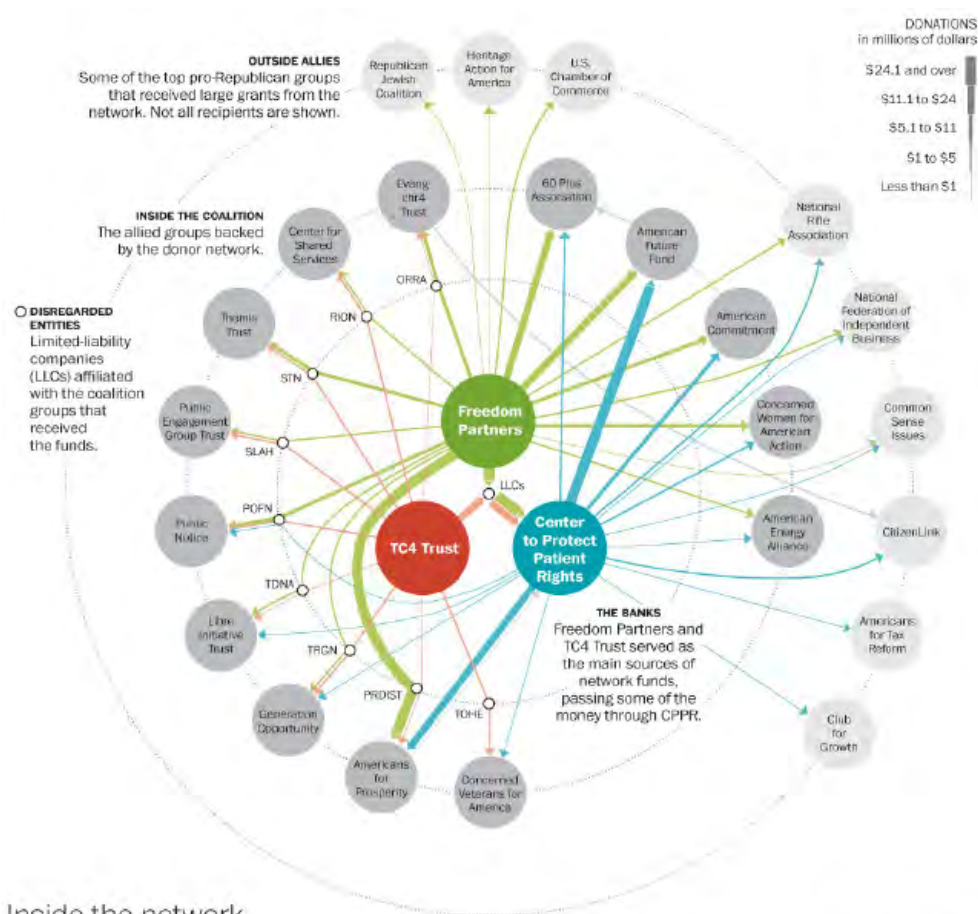 DONATIONS
in millions of dollars
$24.1 and over
$11.1 to $24
$5.1 to $11
$1 to $5
Less than $1
OUTSIDE ALLIES
Some of the top pro-Republican groups
that received large grants from the
network. Not all recipients are shown.
Republican
Jewish
Coalition
Heritage
Action for
America
U.S.
Chamber of
Commerce
INSIDE THE COALITION
The allied groups backed
by the donor network.
DISREGARDED
ENTITIES
Limited-liability
companies
(LLCs) affiliated
with the coalition
groups that
received
the funds.
Evang
chr4
Trust
60 Plus
Association
American
Future
Fund
National
Rifle
Association
Center for
Shared
Services
ORRA
RION
Themis
Trust
STN
American
Commitment
National
Federation of
Independent
Business
Public
Engagement
Group Trust
SLAH
Freedom
Partners
Concerned
Women for
American
Action
Common
Sense
Issues
Public
Notice
POFN
LLCs
TC4 Trust
Center
to Protect
Patient
Rights
American
Energy
Alliance
CitizenLink
Libre
Initiative
Trust
TDNA
THE BANKS
Freedom Partners and
TC4 Trust served as
the main sources of
network funds,
passing some of the
money through CPPR.
Americans
for Tax
Reform
Generation
Opportunity
TRGN
PRDIST
TOHE
Club
for
Growth
Americans
for
Prosperity
Concerned
Veterans for
America
Inside the network